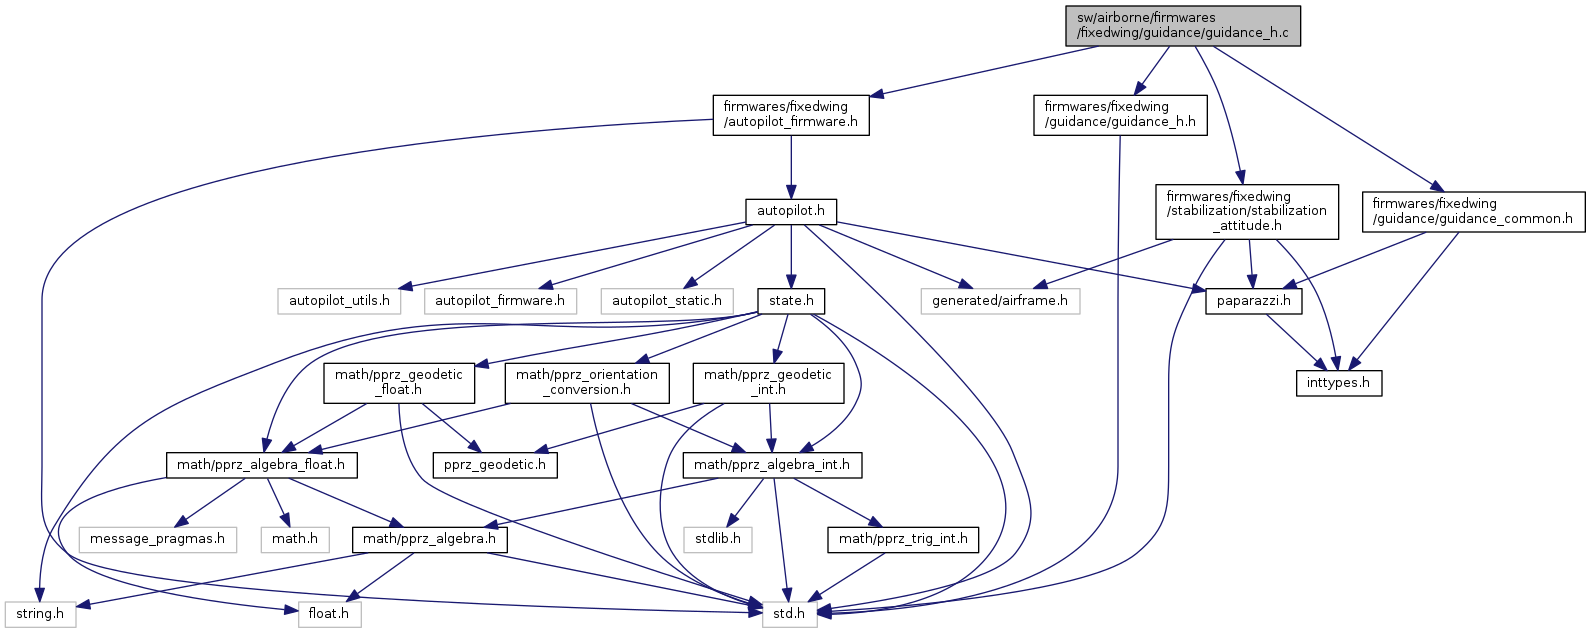 sw/airborne/firmwares
/fixedwing/guidance/guidance_h.c
firmwares/fixedwing
/autopilot_firmware.h
firmwares/fixedwing
/guidance/guidance_h.h
firmwares/fixedwing
/stabilization/stabilization
_attitude.h
firmwares/fixedwing
/guidance/guidance_common.h
autopilot.h
autopilot_utils.h
autopilot_firmware.h
autopilot_static.h
state.h
generated/airframe.h
paparazzi.h
math/pprz_geodetic
_float.h
math/pprz_orientation
_conversion.h
math/pprz_geodetic
_int.h
inttypes.h
math/pprz_algebra_float.h
pprz_geodetic.h
math/pprz_algebra_int.h
message_pragmas.h
math.h
math/pprz_algebra.h
stdlib.h
math/pprz_trig_int.h
string.h
float.h
std.h